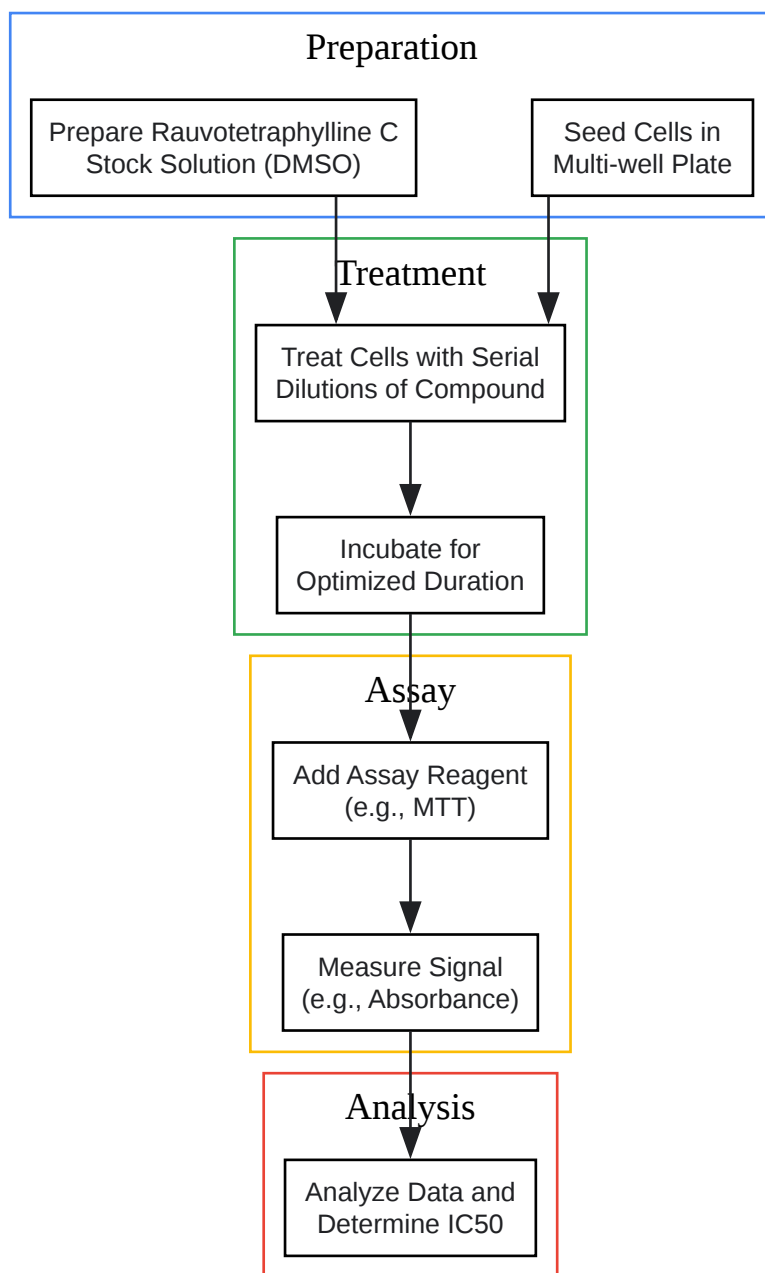 Preparation
Prepare Rauvotetraphylline C
Stock Solution (DMSO)
Seed Cells in
Multi-well Plate
Treatment
Treat Cells with Serial
Dilutions of Compound
Incubate for
Optimized Duration
Assay
Add Assay Reagent
(e.g., MTT)
Measure Signal
(e.g., Absorbance)
Analysis
Analyze Data and
Determine IC50